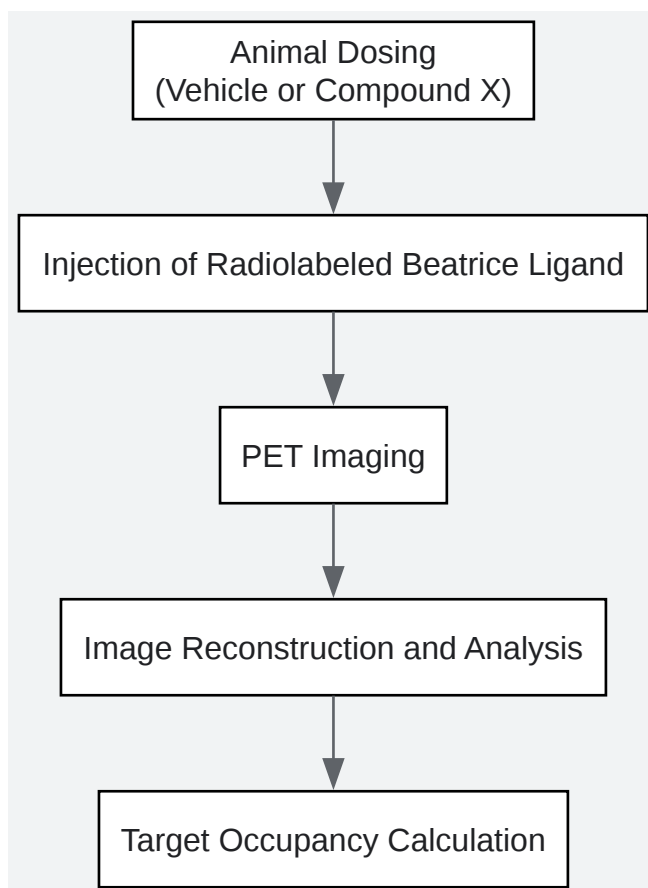 Animal Dosing
(Vehicle or Compound X)
Injection of Radiolabeled Beatrice Ligand
PET Imaging
Image Reconstruction and Analysis
Target Occupancy Calculation